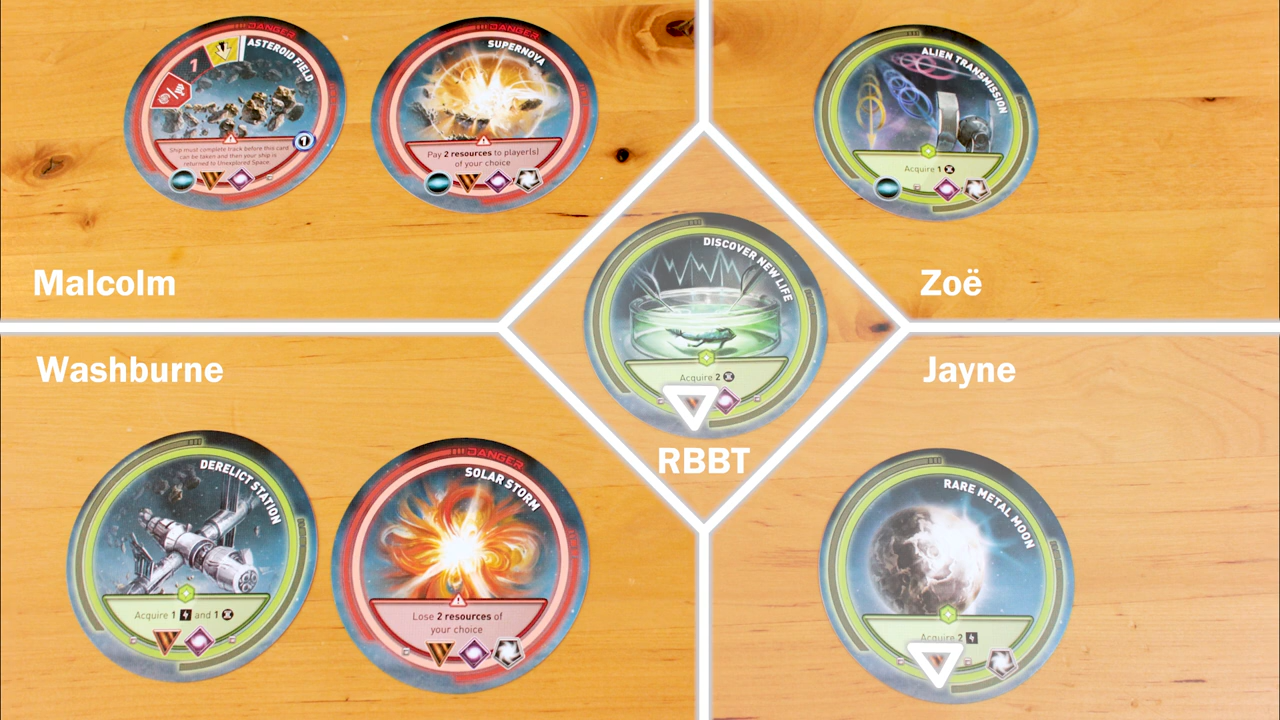 DANGER
ASTEROID FIELD
1
Ship must complete track before this card
can be taken and then your ship is
returned to Unexplored Space.
1
DANGER
SUPERNOVA
Pay 2 resources to player(s)
of your choice
ALIEN TRANSMISSION
Acquire 1
Malcolm
Zoë
DISCOVER NEW LIFE
Acquire 2
RBBT
Washburne
Jayne
DERELICT STATION
Acquire 1 and 1
DANGER
SOLAR STORM
Lose 2 resources of
your choice
RARE METAL MOON
Acquire 2